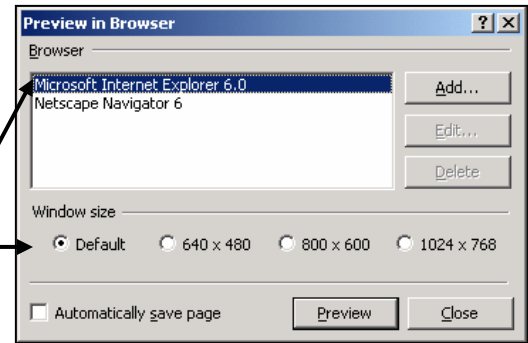 Preview in Browser
Browser
Microsoft Internet Explorer 6.0
Netscape Navigator 6
Add...
Edit...
Delete
Window size
Default 640 x 480 800 x 600 1024 x 768
Automatically save page Preview Close